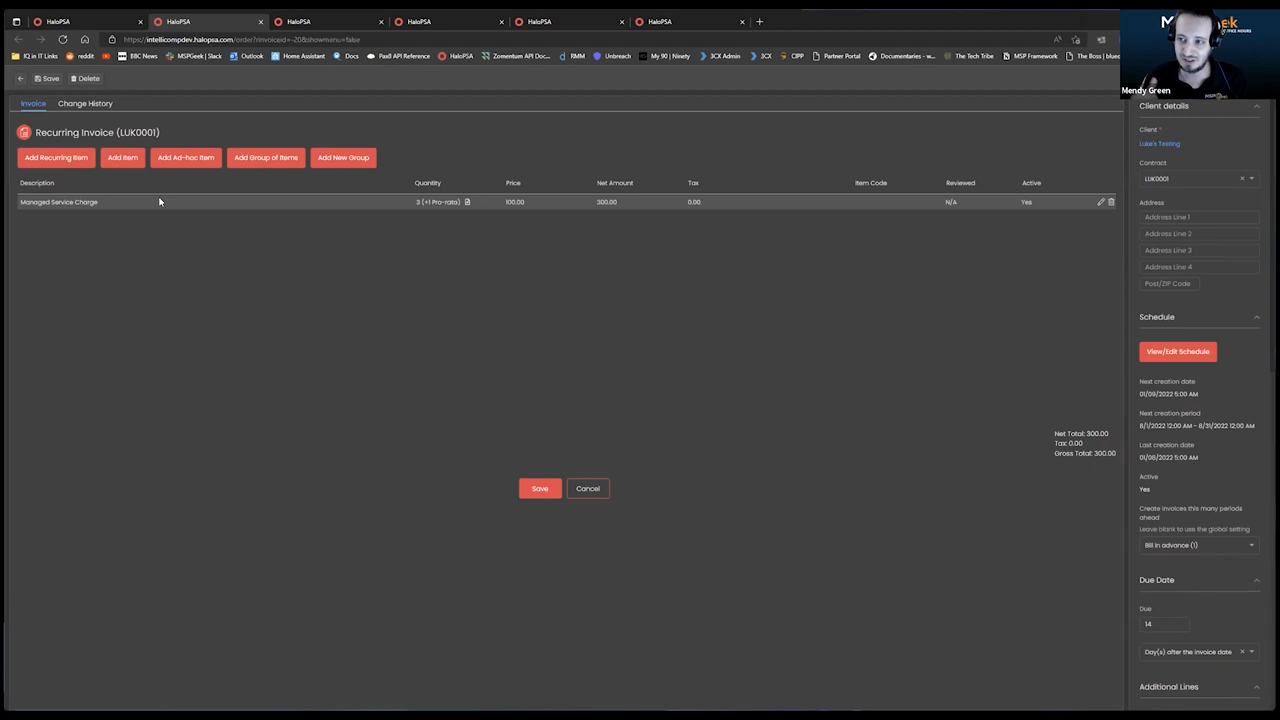 HaloPSA
HaloPSA
HaloPSA
HaloPSA
HaloPSA
HaloPSA
https://intellicompdev.halopsa.com/order?rinvoiceid=-20&showmenu=false
IQ in IT Links
reddit
BBC News
MSPGeek
Outlook
Home Assistant
Docs
Pax8 API Reference
HaloPSA
Zomentum API Doc...
RMM
Unbreach
My 90 | Ninety
3CX Admin
3CX
CIPP
Partner Portal
Documentables – w...
The Tech Tribe
MSP Framework
The Boss | bluec
Mendy Green
Save
Delete
Invoice
Change History
Recurring Invoice (LUK0001)
Add Recurring Item
Add Item
Add Ad-hoc Item
Add Group of Items
Add New Group
Description Quantity Price Net Amount Tax Item Code Reviewed Active
Managed Service Charge 3 (+1 Pro-rata) 100.00 300.00 0.00 N/A Yes
Net Total: 300.00
Tax: 0.00
Gross Total: 300.00
Save
Cancel
Client details
Client *
Luke's Testing
Contract
LUK0001
Address
Address Line 1
Address Line 2
Address Line 3
Address Line 4
Post/ZIP Code
Schedule
View/Edit Schedule
Next creation date
01/09/2022 5:00 AM
Next creation period
8/1/2022 12:00 AM - 8/31/2022 12:00 AM
Last creation date
01/08/2022 5:00 AM
Active
Yes
Create invoices this many periods
ahead
Leave blank to use the global setting
Bill in advance (1)
Due Date
Due
14
Day(s) after the invoice date
Additional Lines